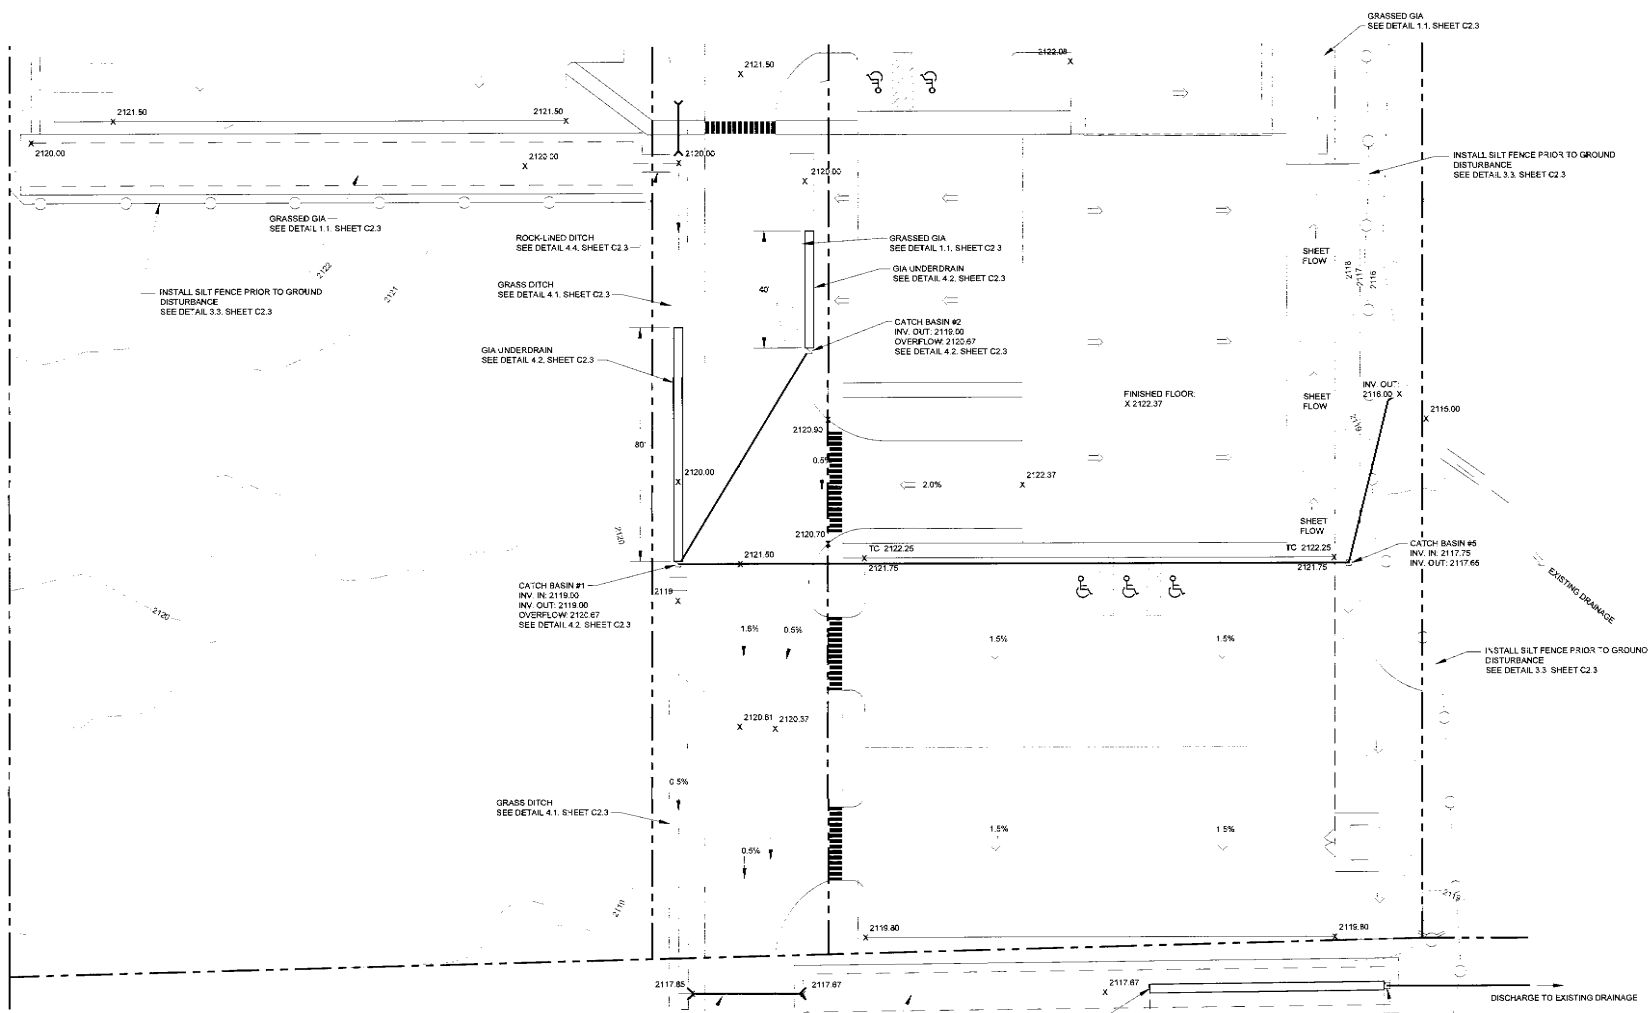 GRASSED GIA
SEE DETAIL 1.1, SHEET C2.3
2121.50
2122.08
2121.50
2121.50
2120.00
2120.00
2120.00
2120.00
INSTALL SILT FENCE PRIOR TO GROUND
DISTURBANCE
SEE DETAIL 3.3, SHEET C2.3
GRASSED GIA
SEE DETAIL 1.1, SHEET C2.3
ROCK-LINED DITCH
SEE DETAIL 4.4, SHEET C2.3
GRASSED GIA
SEE DETAIL 1.1, SHEET C2.3
SHEET
FLOW
2122
2121
2118
2117
2116
GIA UNDERDRAIN
SEE DETAIL 4.2, SHEET C2.3
INSTALL SILT FENCE PRIOR TO GROUND
DISTURBANCE
SEE DETAIL 3.3, SHEET C2.3
GRASS DITCH
SEE DETAIL 4.1, SHEET C2.3
40'
CATCH BASIN #2
INV. OUT: 2119.00
OVERFLOW: 2120.67
SEE DETAIL 4.2, SHEET C2.3
GIA UNDERDRAIN
SEE DETAIL 4.2, SHEET C2.3
FINISHED FLOOR:
X 2122.37
SHEET
FLOW
INV. OUT:
2116.00 X
2115.00
2119
80'
2120.90
0.5%
2120.00
2122.37
2.0%
2120
2120.70
SHEET
FLOW
TC 2122.25
TC 2122.25
2121.50
2121.75
2121.75
CATCH BASIN #5
INV. IN: 2117.75
INV. OUT: 2117.65
CATCH BASIN #1
INV. IN: 2119.00
INV. OUT: 2119.00
OVERFLOW: 2120.67
SEE DETAIL 4.2, SHEET C2.3
2119
EXISTING DRAINAGE
2120
1.6%
0.5%
1.5%
1.5%
INSTALL SILT FENCE PRIOR TO GROUND
DISTURBANCE
SEE DETAIL 3.3, SHEET C2.3
2120.61
2120.37
0.5%
GRASS DITCH
SEE DETAIL 4.1, SHEET C2.3
1.5%
1.5%
0.5%
2119
2119.80
2119.80
2117.85
2117.67
2117.67
DISCHARGE TO EXISTING DRAINAGE